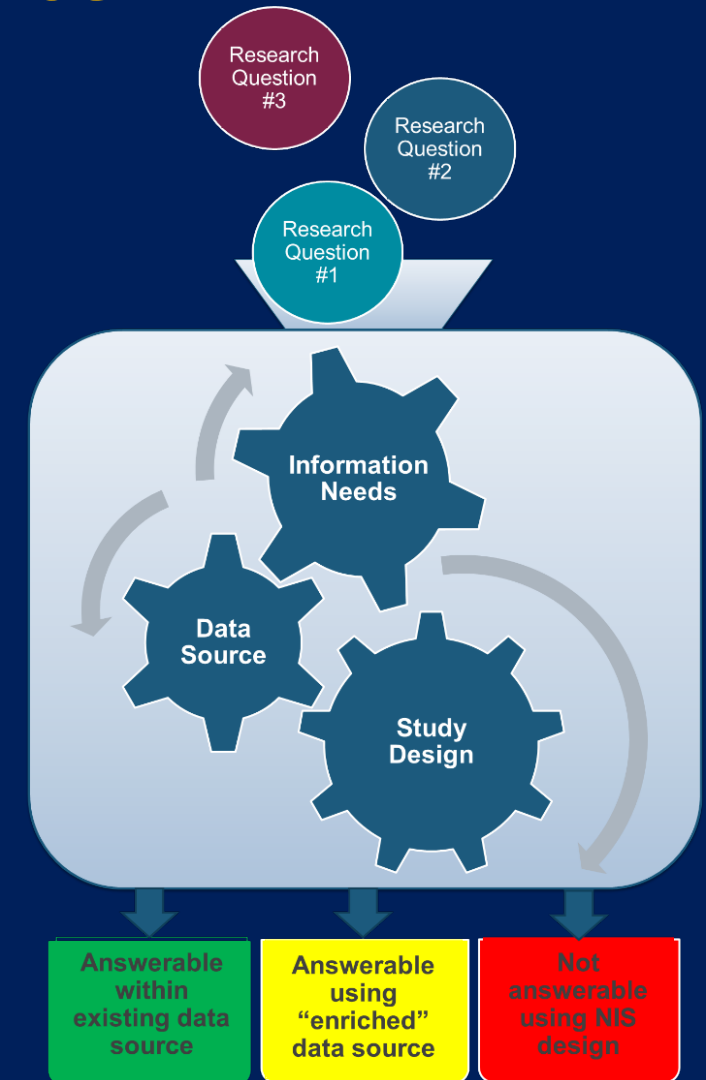 Research
Question
#3
Research
Question
#2
Research
Question
#1
Information
Needs
Data
Source
Study
Design
Answerable
within
existing data
source
Answerable
using
“enriched”
data source
Not
answerable
using NIS
design